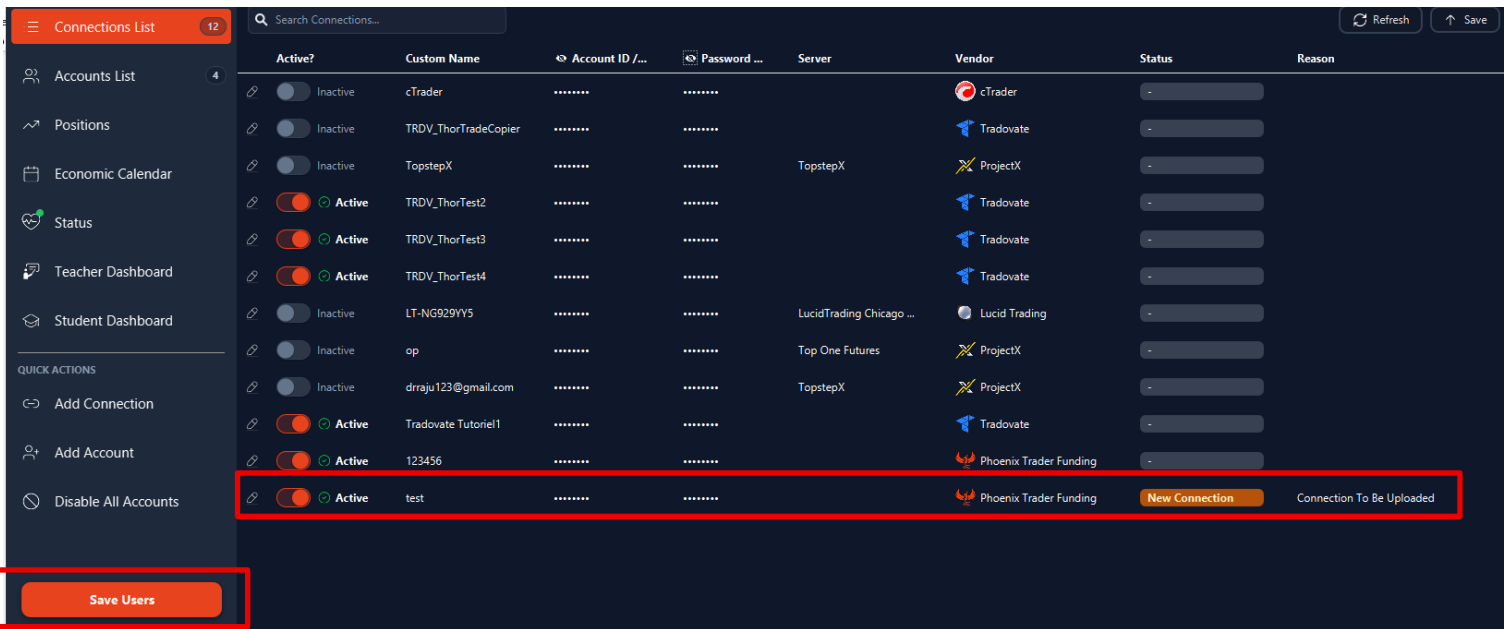 Connections List 12
Accounts List 4
Positions
Economic Calendar
Status
Teacher Dashboard
Student Dashboard
QUICK ACTIONS
Add Connection
Add Account
Disable All Accounts
Save Users
Search Connections... Refresh Save
Active? Custom Name Account ID /... Password ... Server Vendor Status Reason
Inactive cTrader •••••••• •••••••• cTrader -
Inactive TRDV_ThorTradeCopier •••••••• •••••••• Tradovate -
Inactive TopstepX •••••••• •••••••• TopstepX ProjectX -
Active TRDV_ThorTest2 •••••••• •••••••• Tradovate -
Active TRDV_ThorTest3 •••••••• •••••••• Tradovate -
Active TRDV_ThorTest4 •••••••• •••••••• Tradovate -
Inactive LT-NG929YY5 •••••••• •••••••• LucidTrading Chicago ... Lucid Trading -
Inactive op •••••••• •••••••• Top One Futures ProjectX -
Inactive drraju123@gmail.com •••••••• •••••••• TopstepX ProjectX -
Active Tradovate Tutoriel1 •••••••• •••••••• Tradovate -
Active 123456 •••••••• •••••••• Phoenix Trader Funding -
Active test •••••••• •••••••• Phoenix Trader Funding New Connection Connection To Be Uploaded